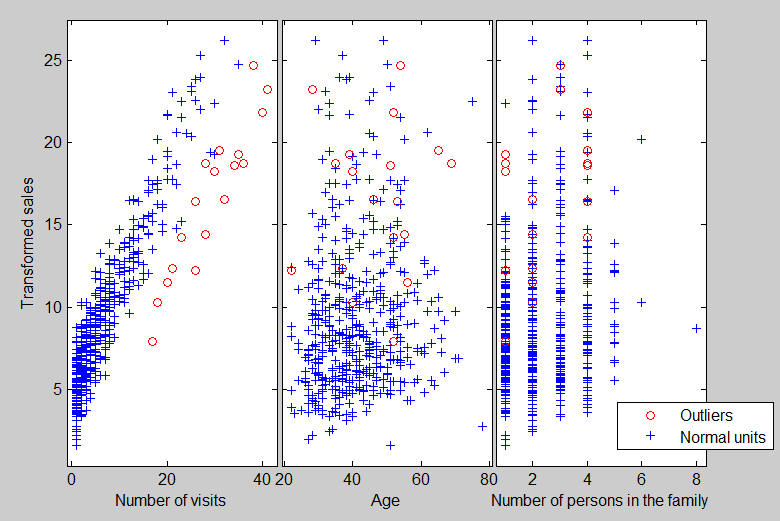 25
20
15
10
5
Transformed sales
0 20 40 20 40 60 80 2 4 6 8
Number of visits Age Number of persons in the family
Outliers
Normal units